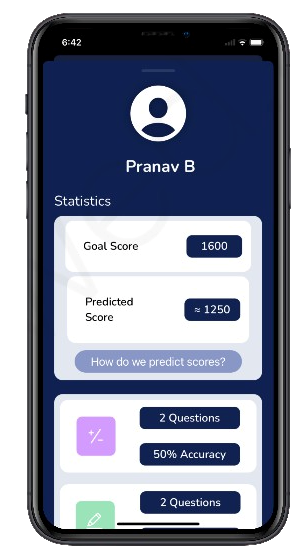 6:42
Pranav B
Statistics
Goal Score
1600
Predicted
Score
≈ 1250
How do we predict scores?
+/-
2 Questions
50% Accuracy
2 Questions